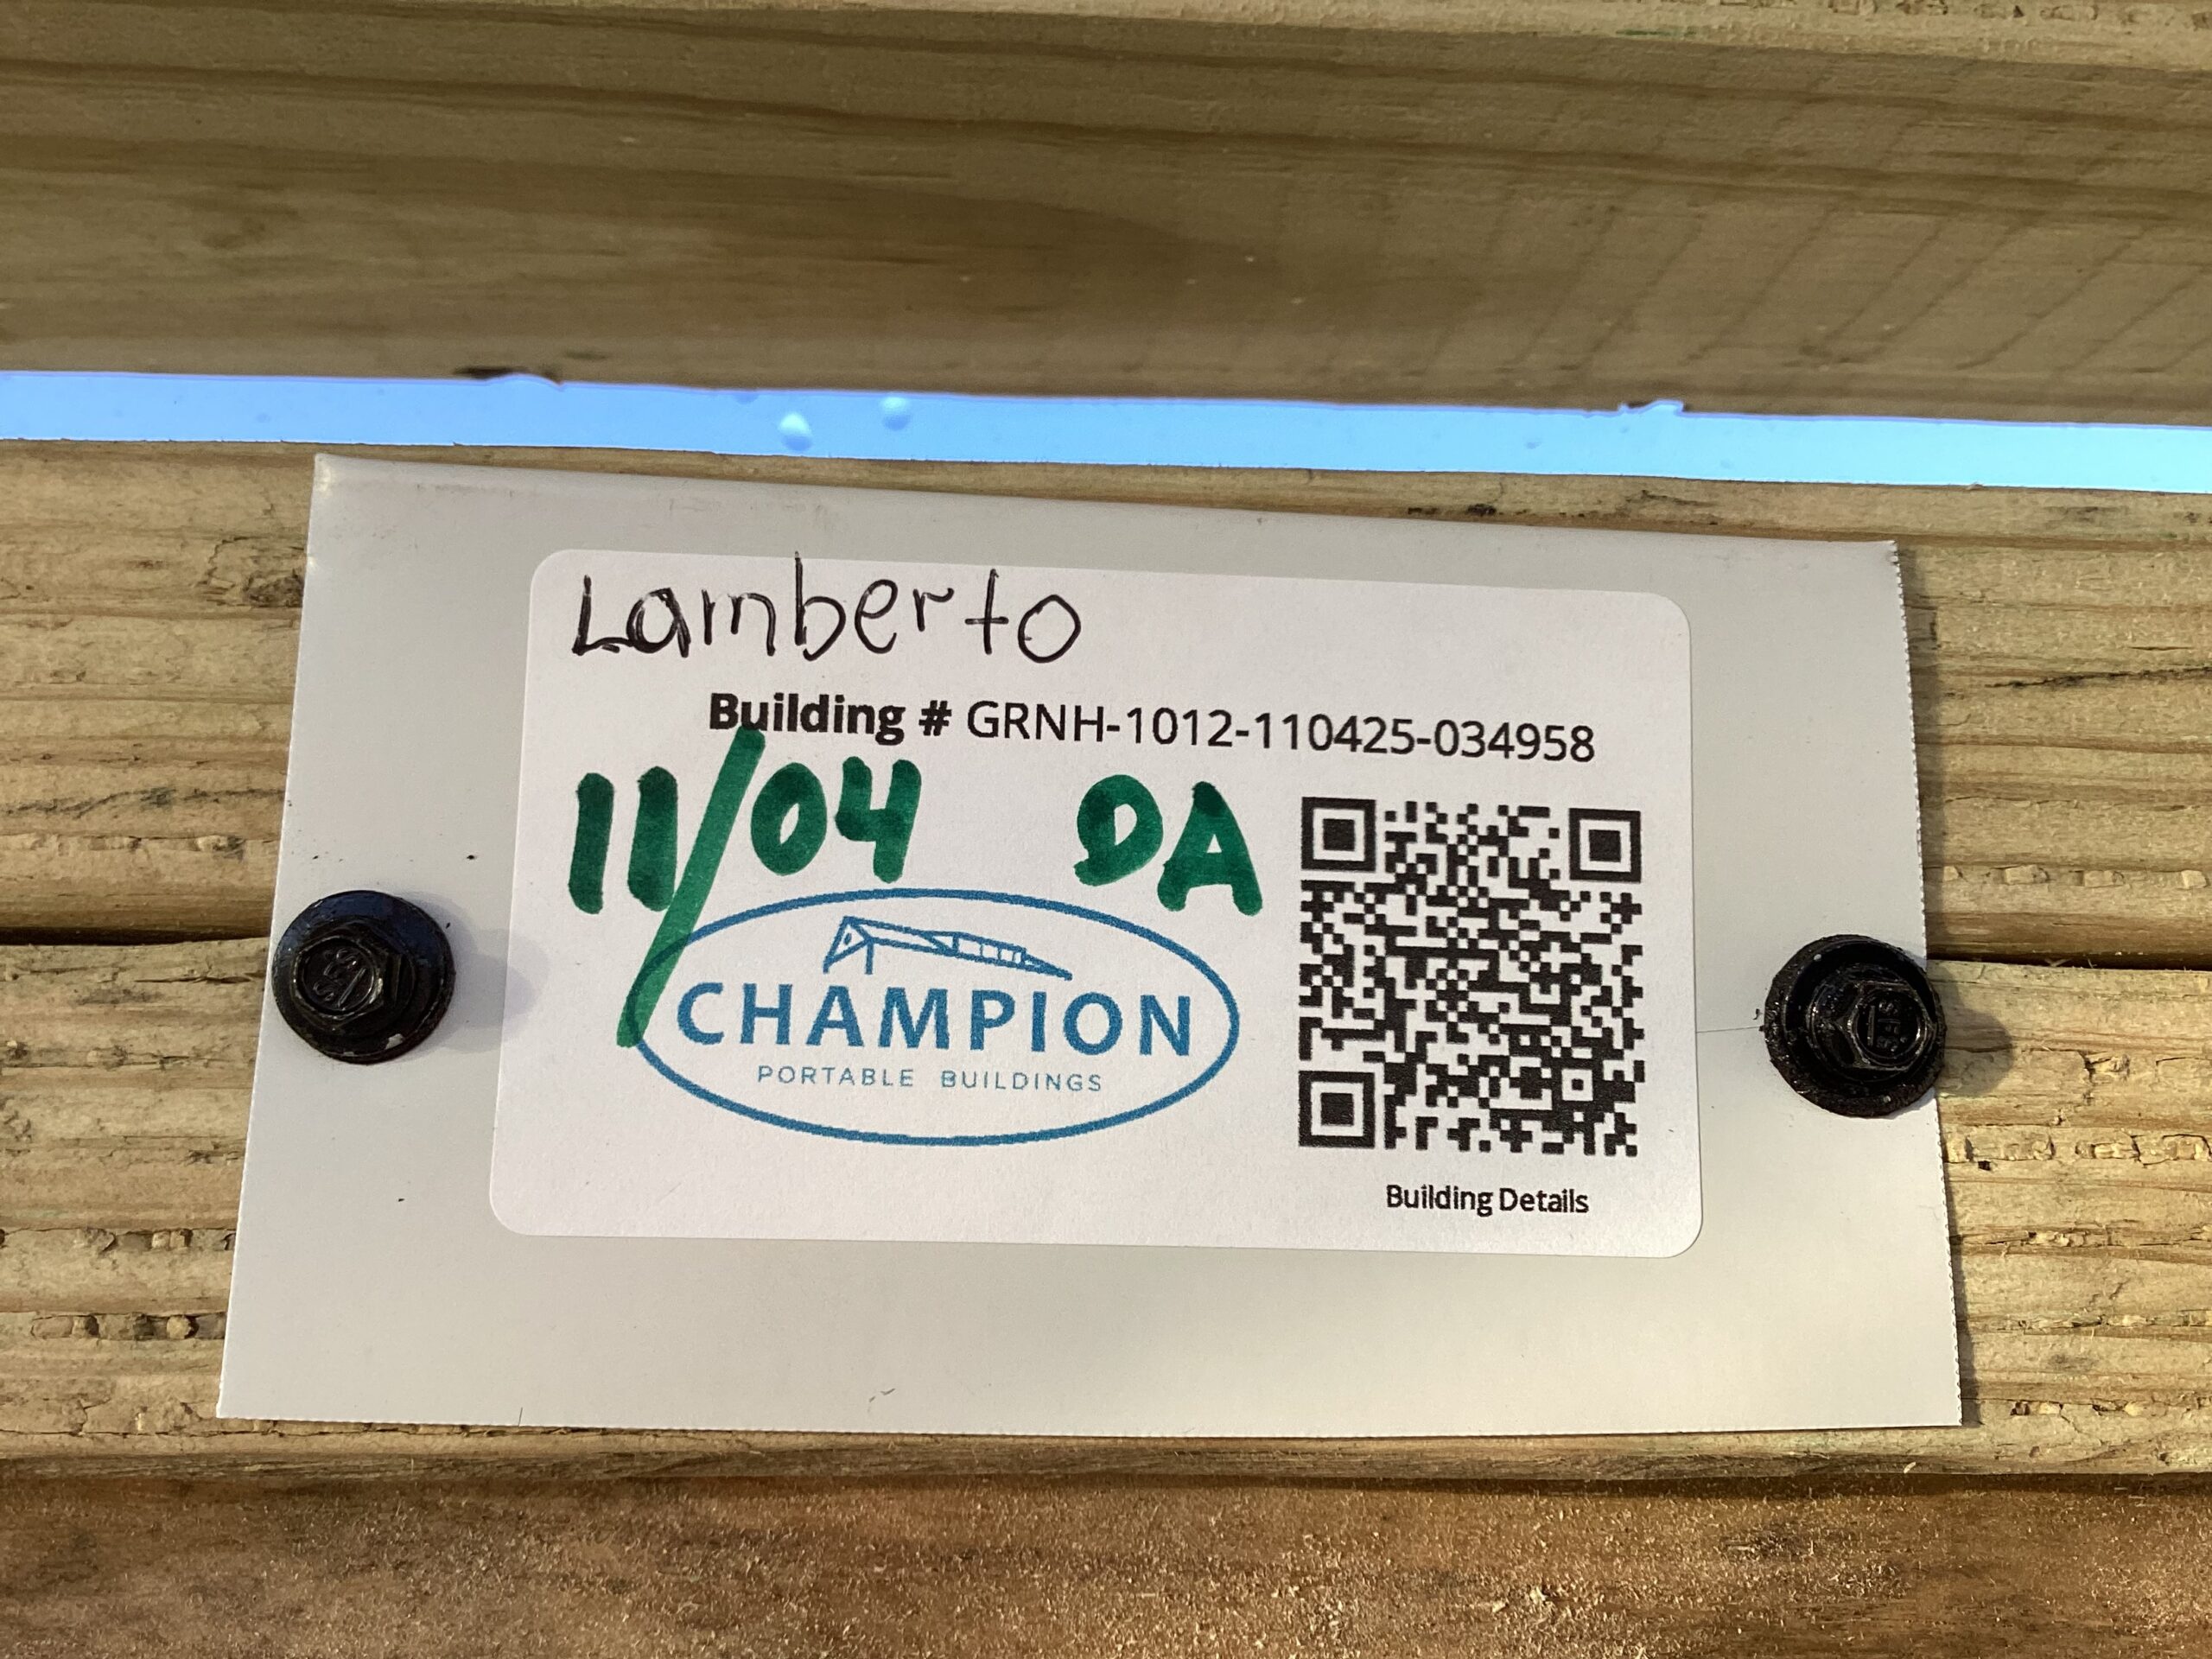 Lamberto
Building # GRNH-1012-110425-034958
11/04 DA
CHAMPION
PORTABLE BUILDINGS
Building Details